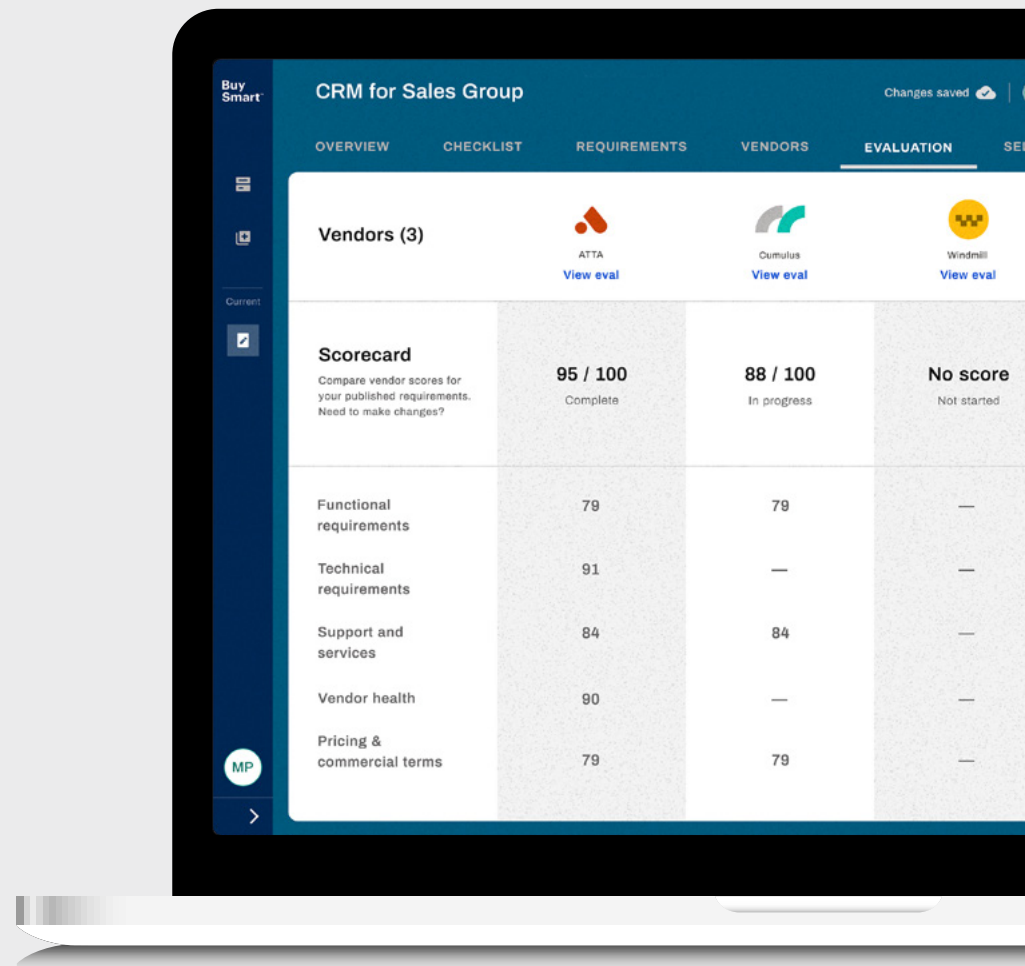 Buy
Smart
CRM for Sales Group
Changes saved
OVERVIEW
CHECKLIST
REQUIREMENTS
VENDORS
EVALUATION
Vendors (3)
ATTA
View eval
Cumulus
View eval
Windmill
View eval
Current
Scorecard
Compare vendor scores for
your published requirements.
Need to make changes?
95 / 100
Complete
88 / 100
In progress
No score
Not started
Functional
requirements
79
79
—
Technical
requirements
91
—
—
Support and
services
84
84
—
Vendor health
90
—
—
Pricing &
commercial terms
79
79
—
MP